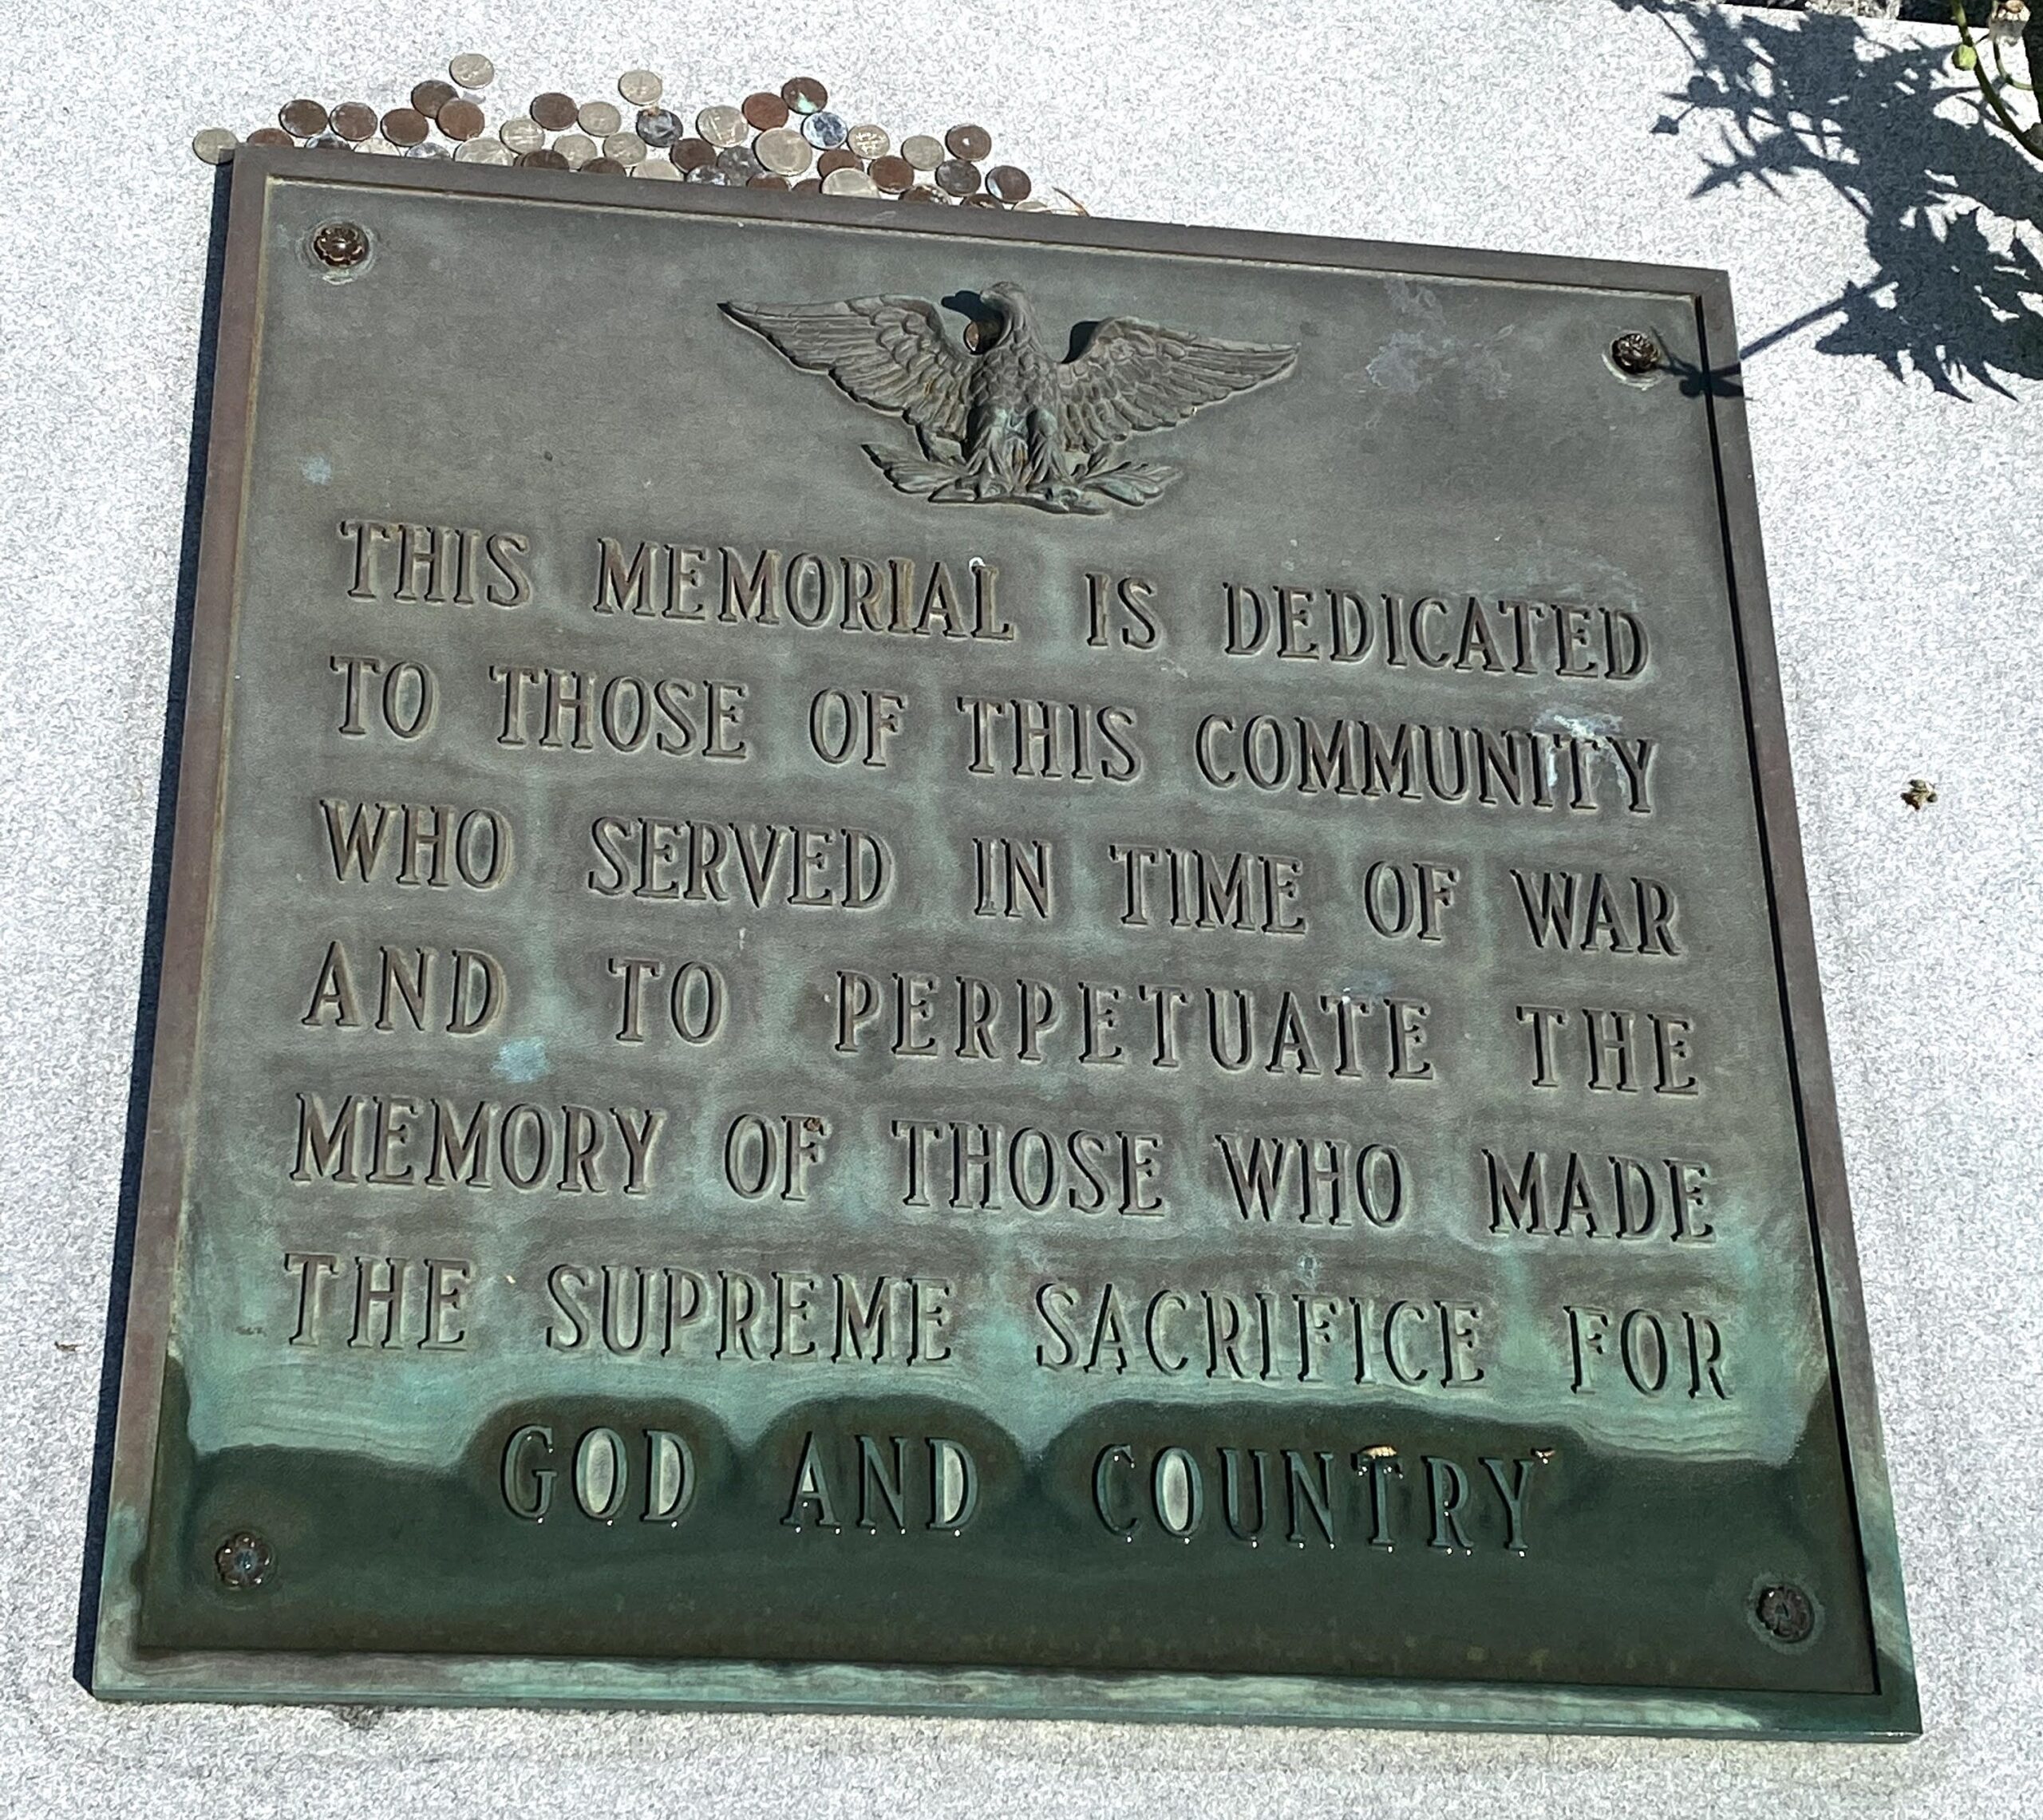 THIS MEMORIAL IS DEDICATED
TO THOSE OF THIS COMMUNITY
WHO SERVED IN TIME OF WAR
AND TO PERPETUATE THE
MEMORY OF THOSE WHO MADE
THE SUPREME SACRIFICE FOR
GOD AND COUNTRY